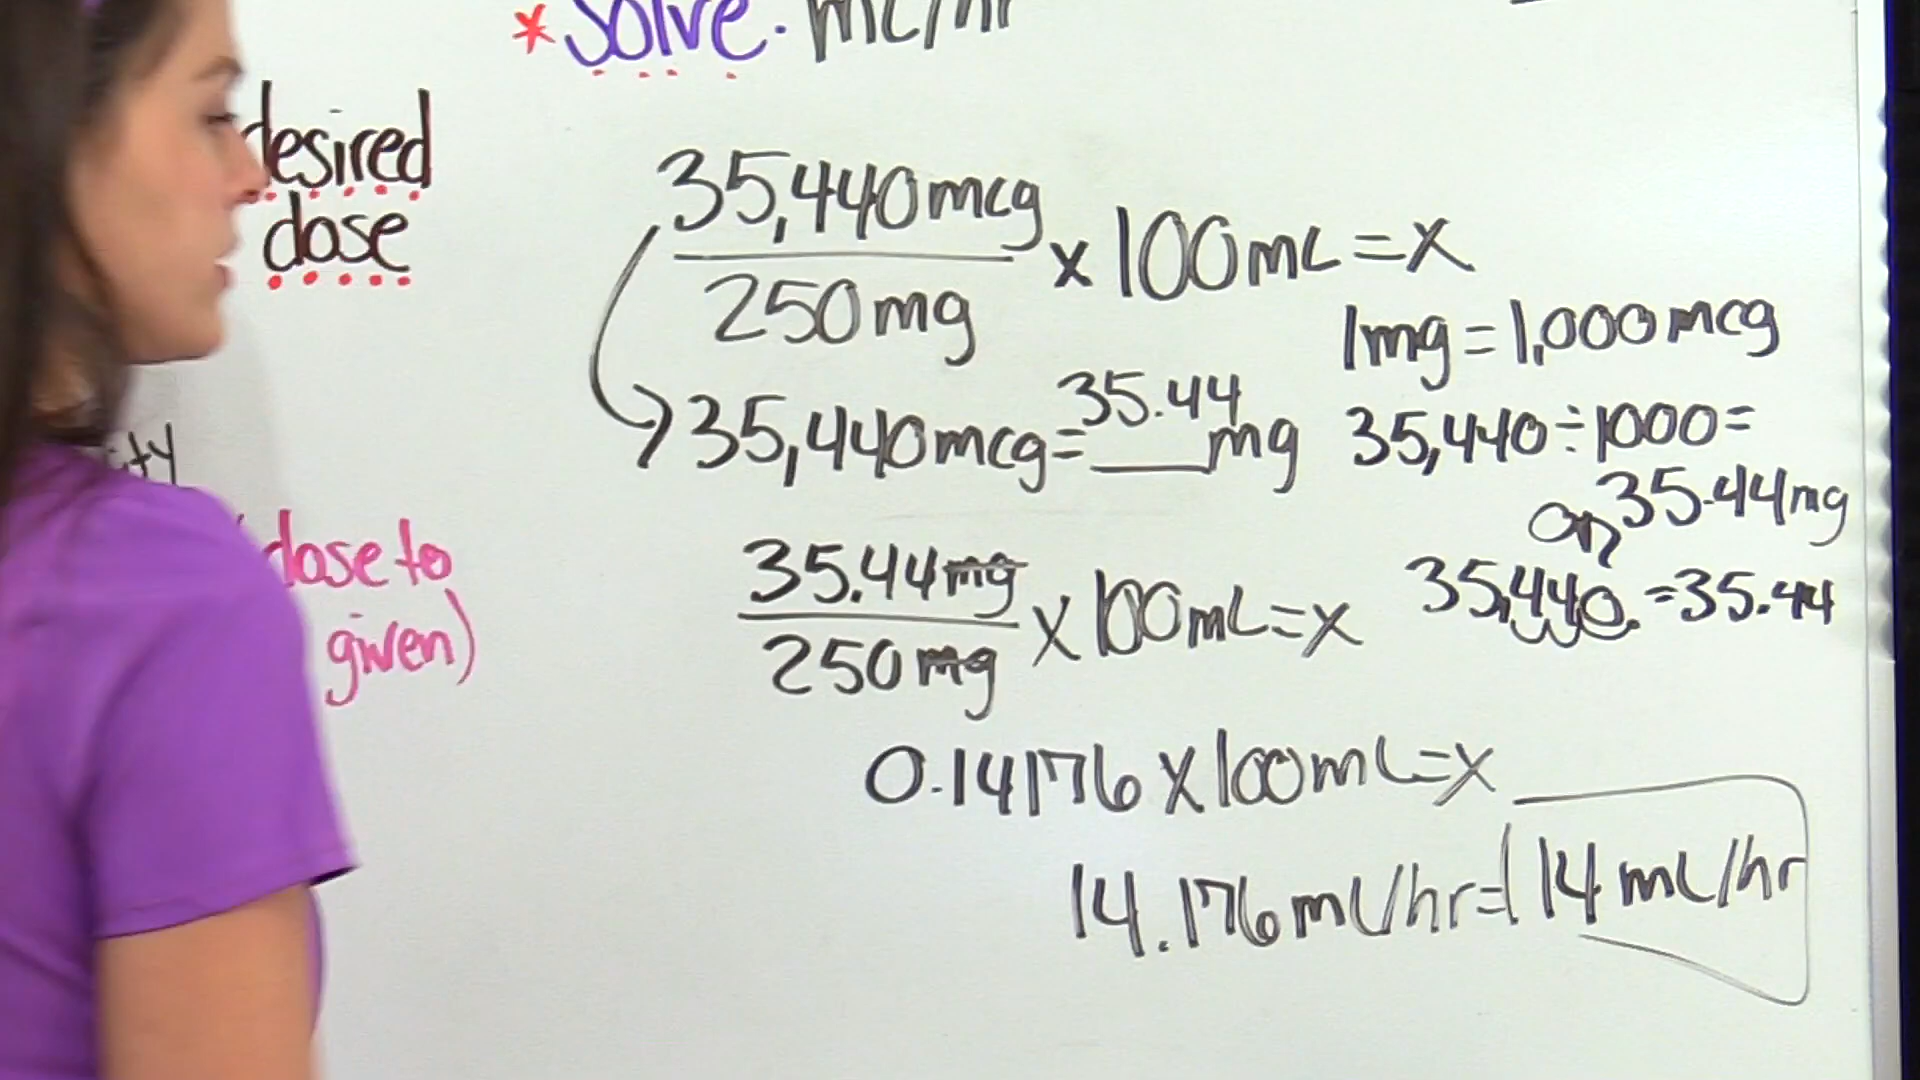 *Solve: mL/hr
desired
dose
35,440mcg
250mg
x 100mL = x
1mg = 1,000mcg
35,440mcg = 35.44 mg
35,440 ÷ 1000 =
35.44mg
or
35,440. = 35.44
dose to
given)
35.44mg
250mg
x 100mL = x
0.14176 x 100mL = x
14.176mL/hr = 14mL/hr